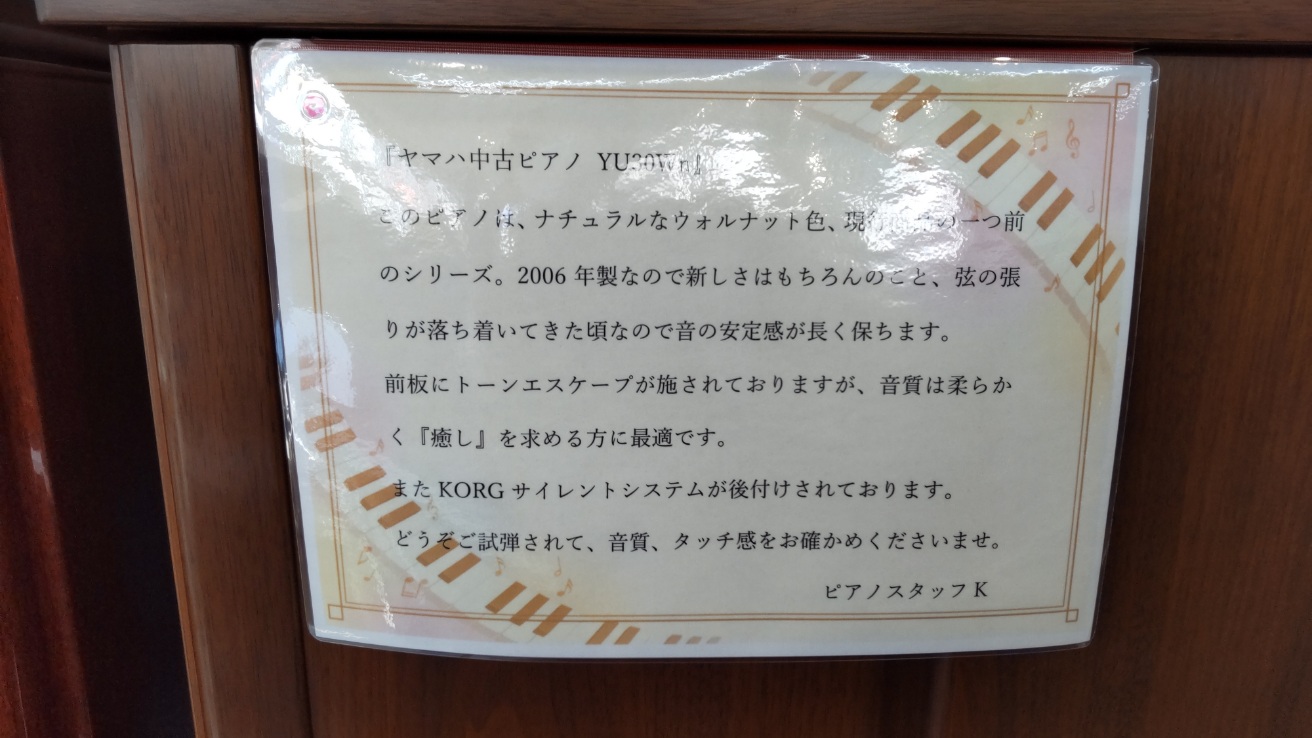 『ヤマハ中古ピアノ YU30Wn』
このピアノは、ナチュラルなウォルナット色、現行の一つ前
のシリーズ。2006 年製なので新しさはもちろんのこと、弦の張
りが落ち着いてきた頃なので音の安定感が長く保ちます。
前板にトーンエスケープが施されておりますが、音質は柔らか
く『癒し』を求める方に最適です。
また KORG サイレントシステムが後付けされております。
どうぞご試弾されて、音質、タッチ感をお確かめくださいませ。
ピアノスタッフ K